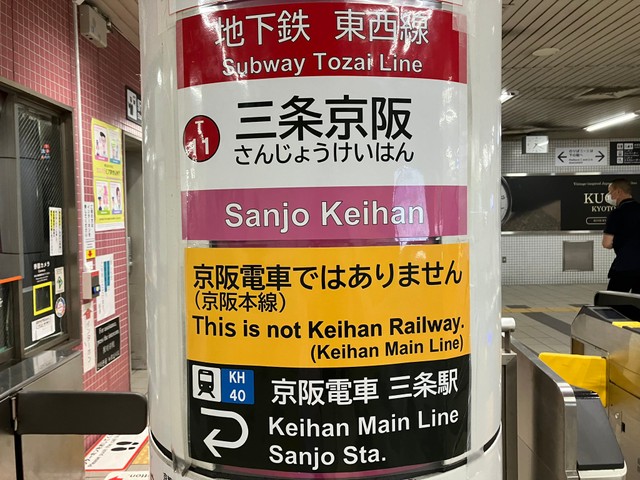 地下鉄 東西線
Subway Tozai Line
T
11
三条京阪
さんじょうけいはん
Sanjo Keihan
京阪電車ではありません
(京阪本線)
This is not Keihan Railway.
(Keihan Main Line)
KH
40
京阪電車 三条駅
Keihan Main Line
Sanjo Sta.
KYOTO